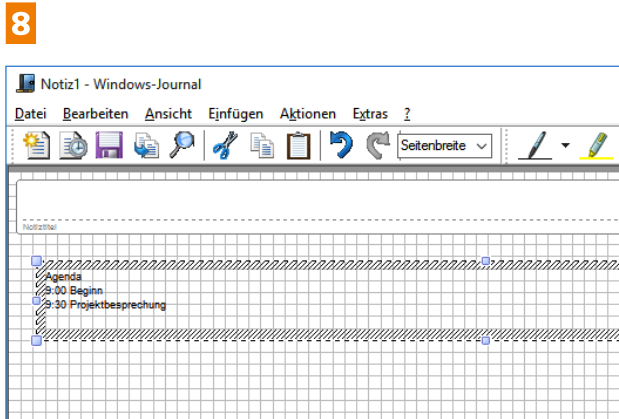 8
Notiz1 - Windows-Journal
Datei Bearbeiten Ansicht Einfügen Aktionen Extras ?
Seitenbreite
Notiztitel
Agenda
9:00 Beginn
9:30 Projektbesprechung